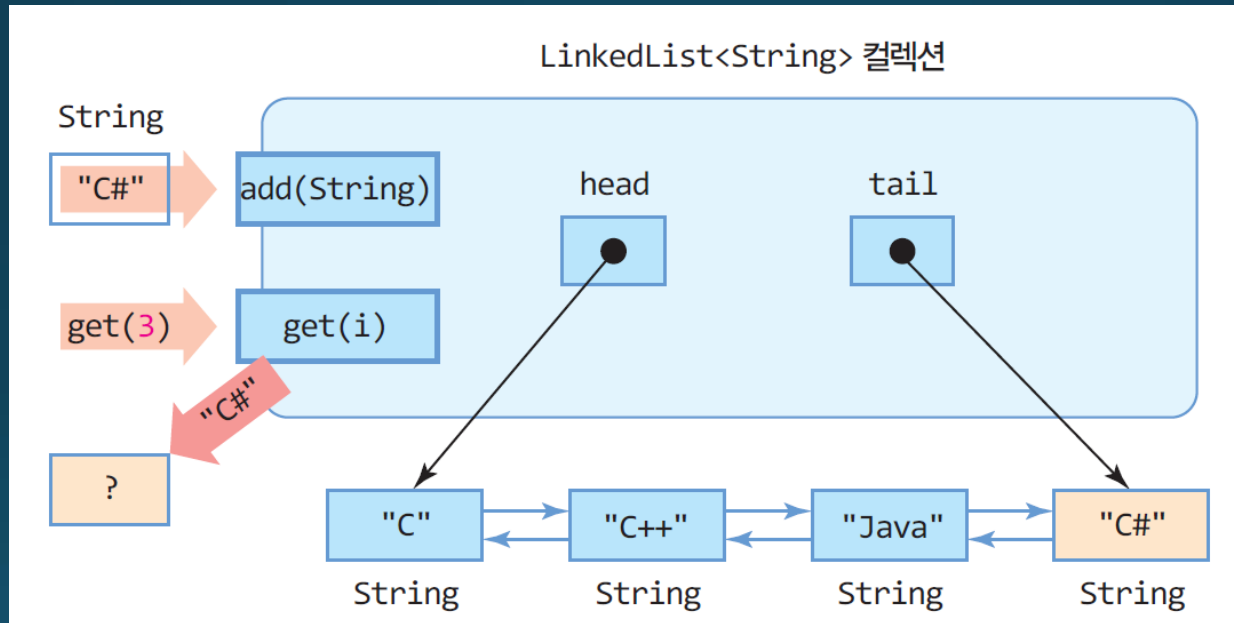 LinkedList<String> 컬렉션
String
"C#"
add(String)
head
tail
get(3)
get(i)
"C#"
?
"C"
"C++"
"Java"
"C#"
String
String
String
String